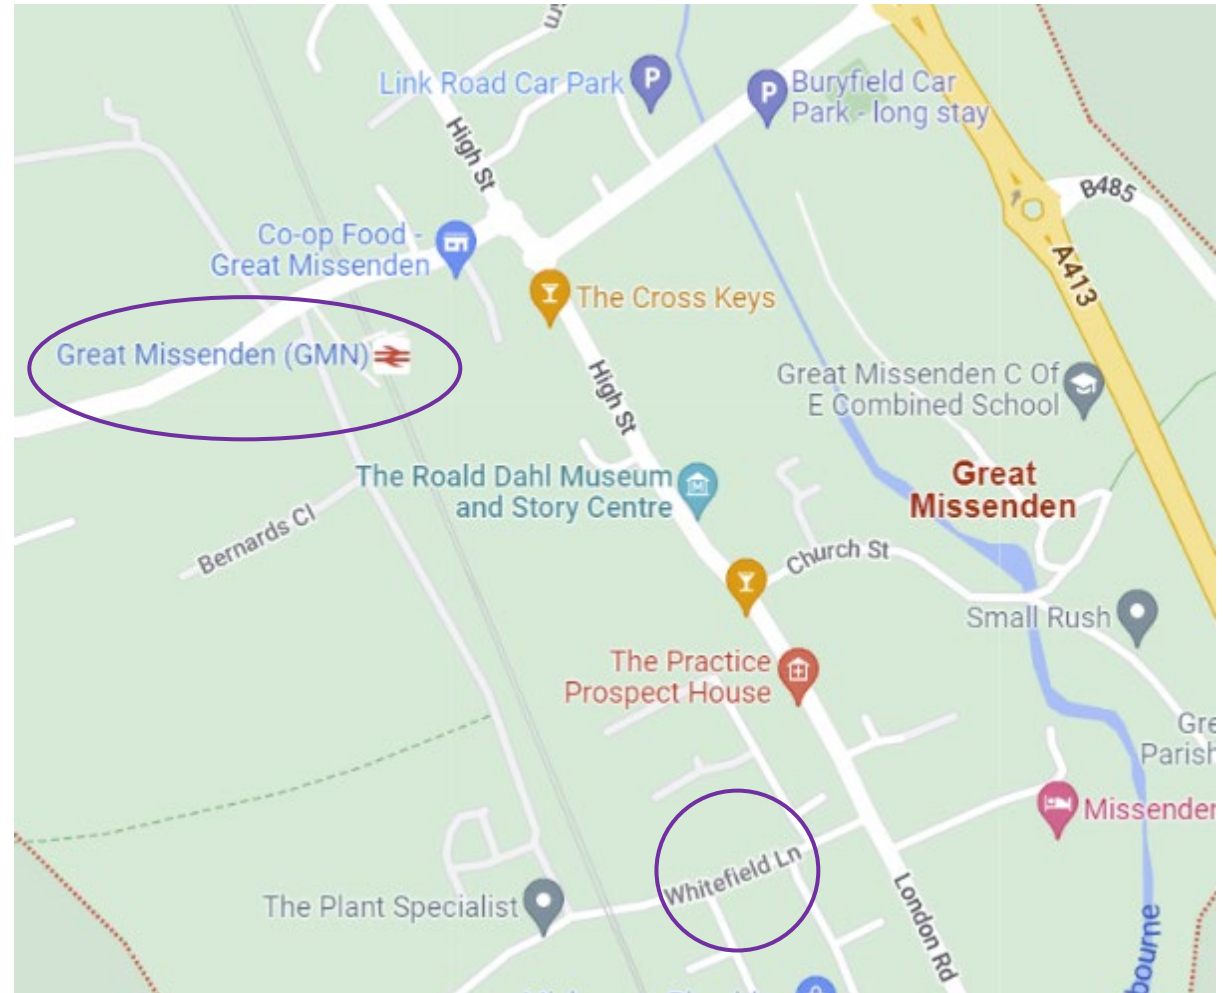 Link Road Car Park
P
P
Buryfield Car
Park - long stay
High St
B485
Co-op Food -
Great Missenden
A413
The Cross Keys
Great Missenden (GMN)
High St
Great Missenden C Of
E Combined School
The Roald Dahl Museum
and Story Centre
Great
Missenden
Bernards Cl
Church St
Small Rush
The Practice
Prospect House
Gre
Parish
Missenden
Whitefield Ln
The Plant Specialist
London Rd
bourne